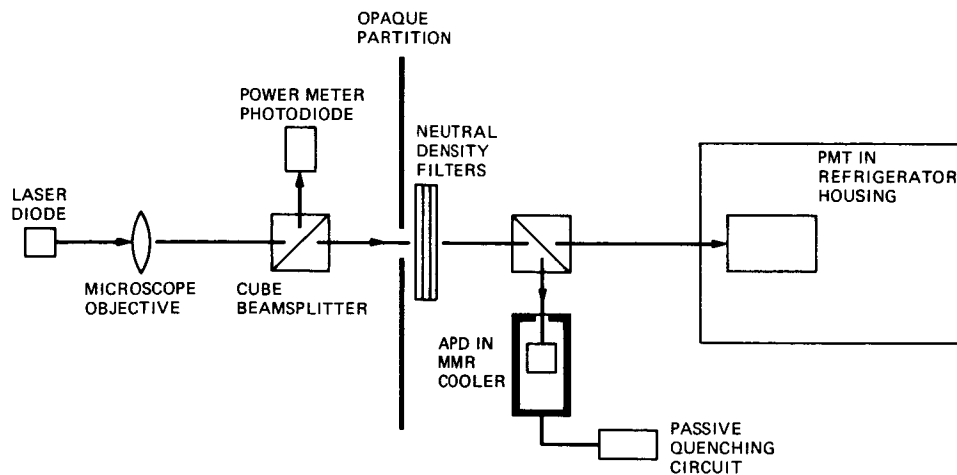 OPAQUE
PARTITION
POWER METER
PHOTODIODE
NEUTRAL
DENSITY
FILTERS
PMT IN
REFRIGERATOR
HOUSING
LASER
DIODE
MICROSCOPE
OBJECTIVE
CUBE
BEAMSPLITTER
APD IN
MMR
COOLER
PASSIVE
QUENCHING
CIRCUIT